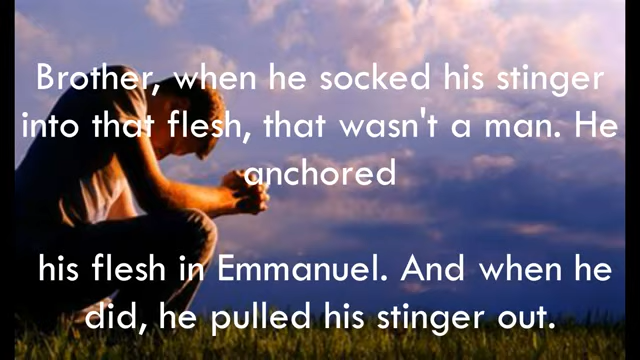 Brother, when he socked his stinger
into that flesh, that wasn't a man. He
anchored
his flesh in Emmanuel. And when he
did, he pulled his stinger out.